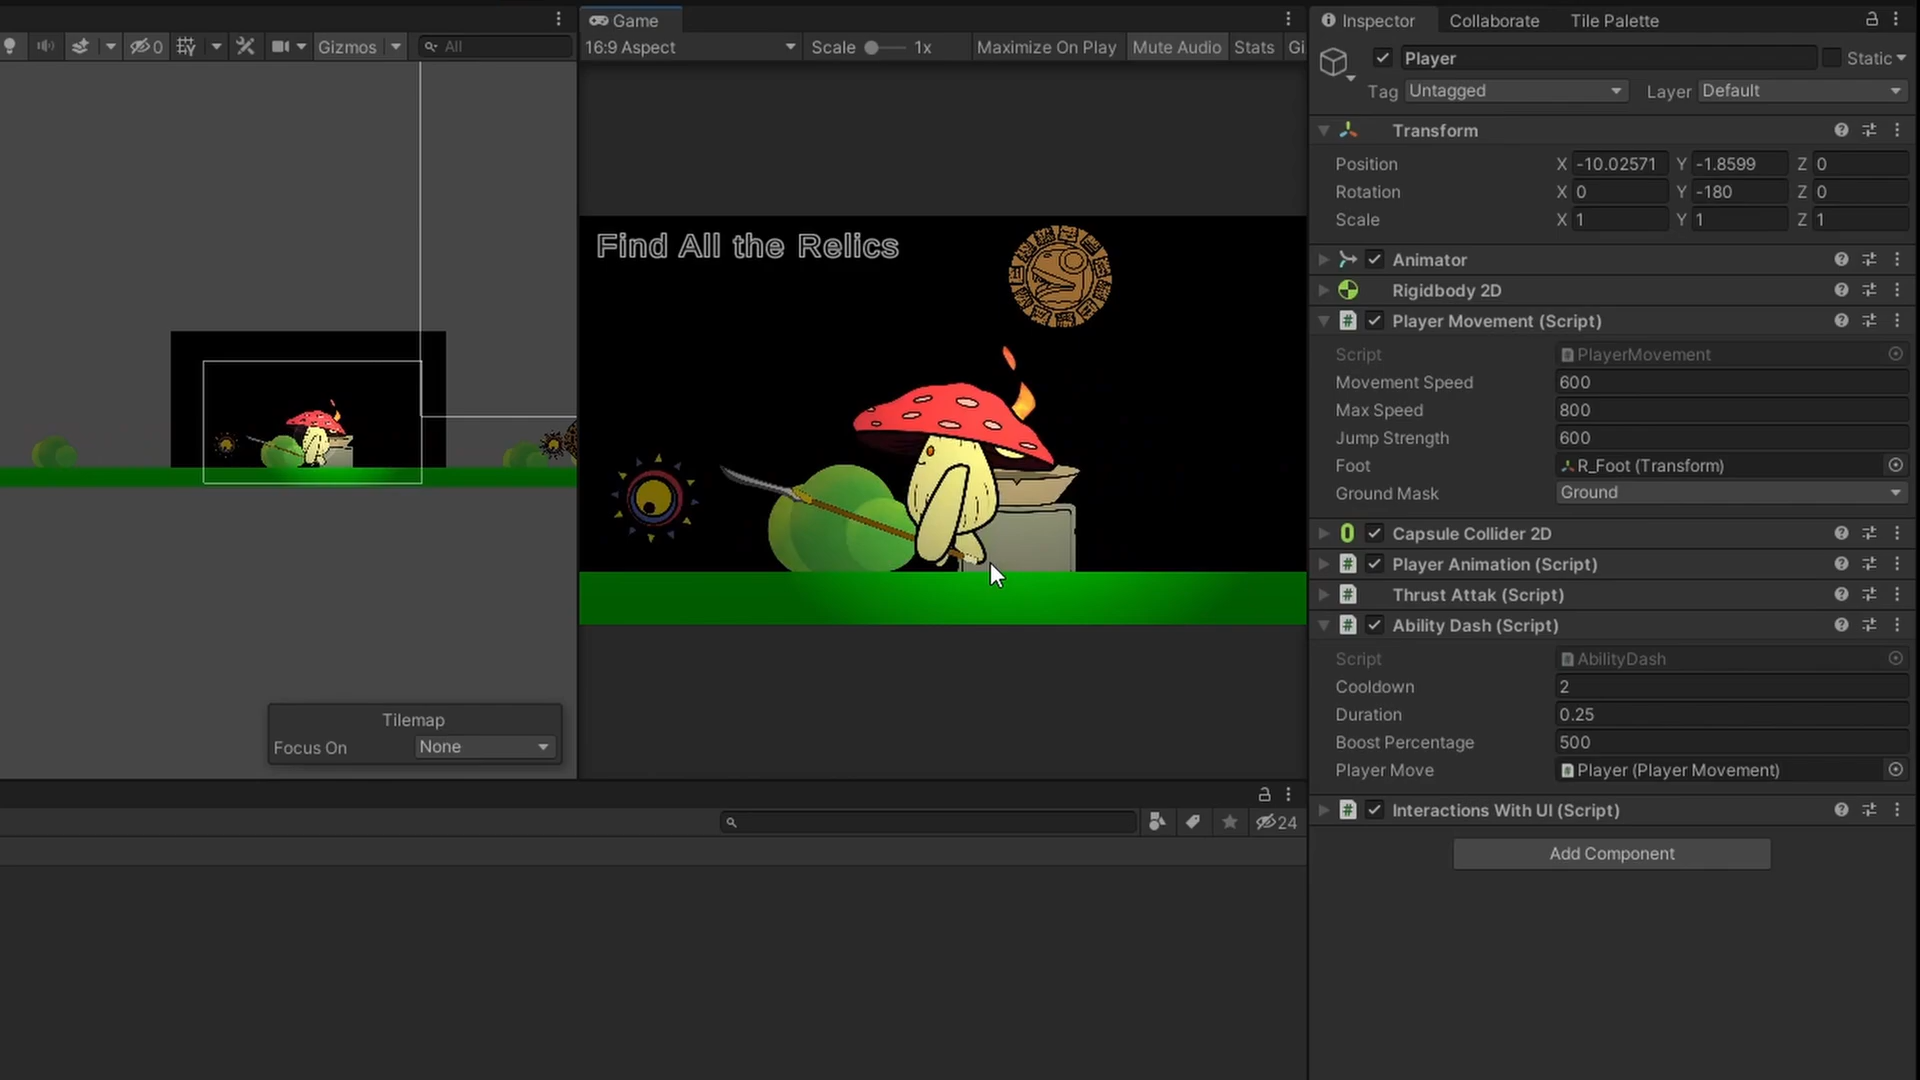 Game
Inspector Collaborate Tile Palette
0 Gizmos All
16:9 Aspect Scale 1x Maximize On Play Mute Audio Stats Gi
Player Static
Tag Untagged Layer Default
Transform
Position X -10.02571 Y -1.8599 Z 0
Rotation X 0 Y -180 Z 0
Scale X 1 Y 1 Z 1
Find All the Relics
Animator
Rigidbody 2D
Player Movement (Script)
Script PlayerMovement
Movement Speed 600
Max Speed 800
Jump Strength 600
Foot R_Foot (Transform)
Ground Mask Ground
Capsule Collider 2D
Player Animation (Script)
Thrust Attak (Script)
Ability Dash (Script)
Script AbilityDash
Cooldown 2
Duration 0.25
Boost Percentage 500
Player Move Player (Player Movement)
Interactions With UI (Script)
Add Component
Tilemap
Focus On None
24